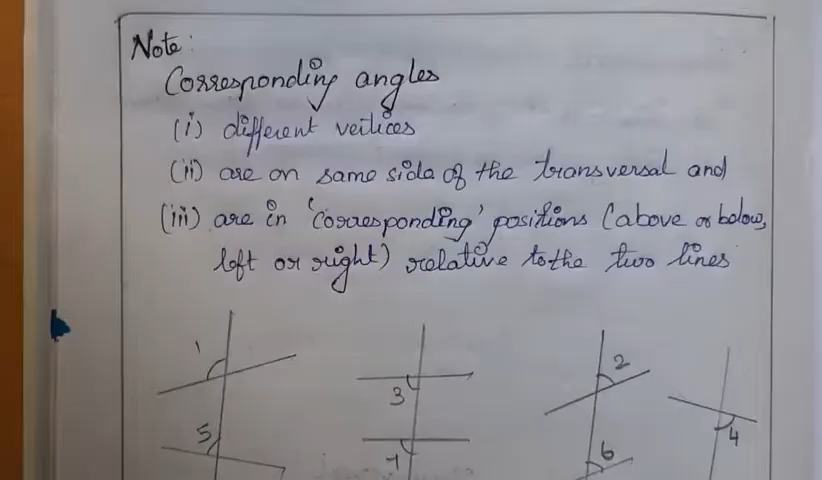 Note:
Corresponding angles
(i) different vertices
(ii) are on same side of the transversal and
(iii) are in 'corresponding' positions (above or below,
left or right) relative to the two lines
1
2
3
4
5
6
7